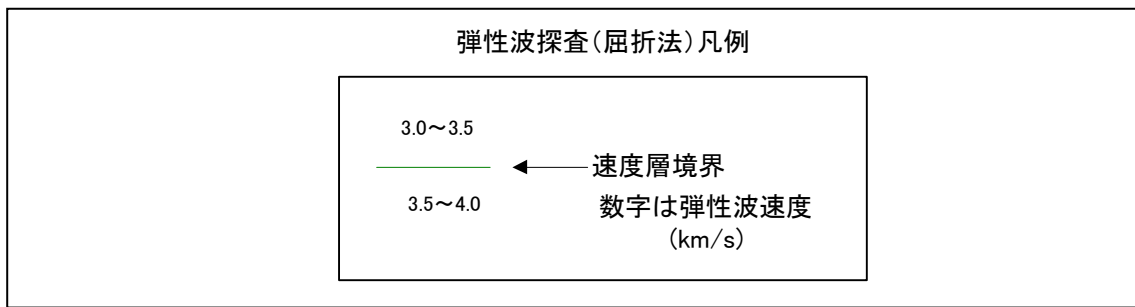 弾性波探査(屈折法)凡例
3.0～3.5
速度層境界
3.5～4.0
数字は弾性波速度
(km/s)